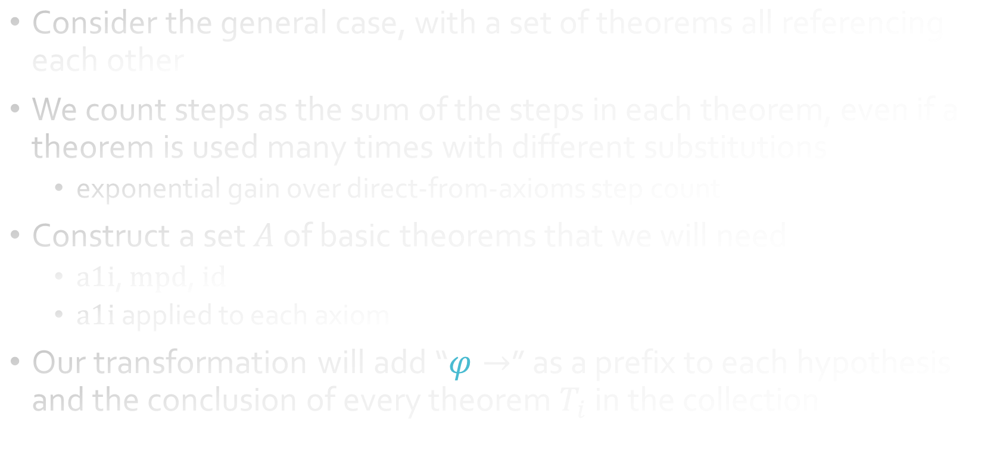 • Consider the general case, with a set of theorems all referencing
each other
• We count steps as the sum of the steps in each theorem, even if a
theorem is used many times with different substitutions
• exponential gain over direct-from-axioms step count
• Construct a set A of basic theorems that we will need
• a1i, mpd, id
• a1i applied to each axiom
• Our transformation will add “φ →” as a prefix to each hypothesis
and the conclusion of every theorem Tᵢ in the collection